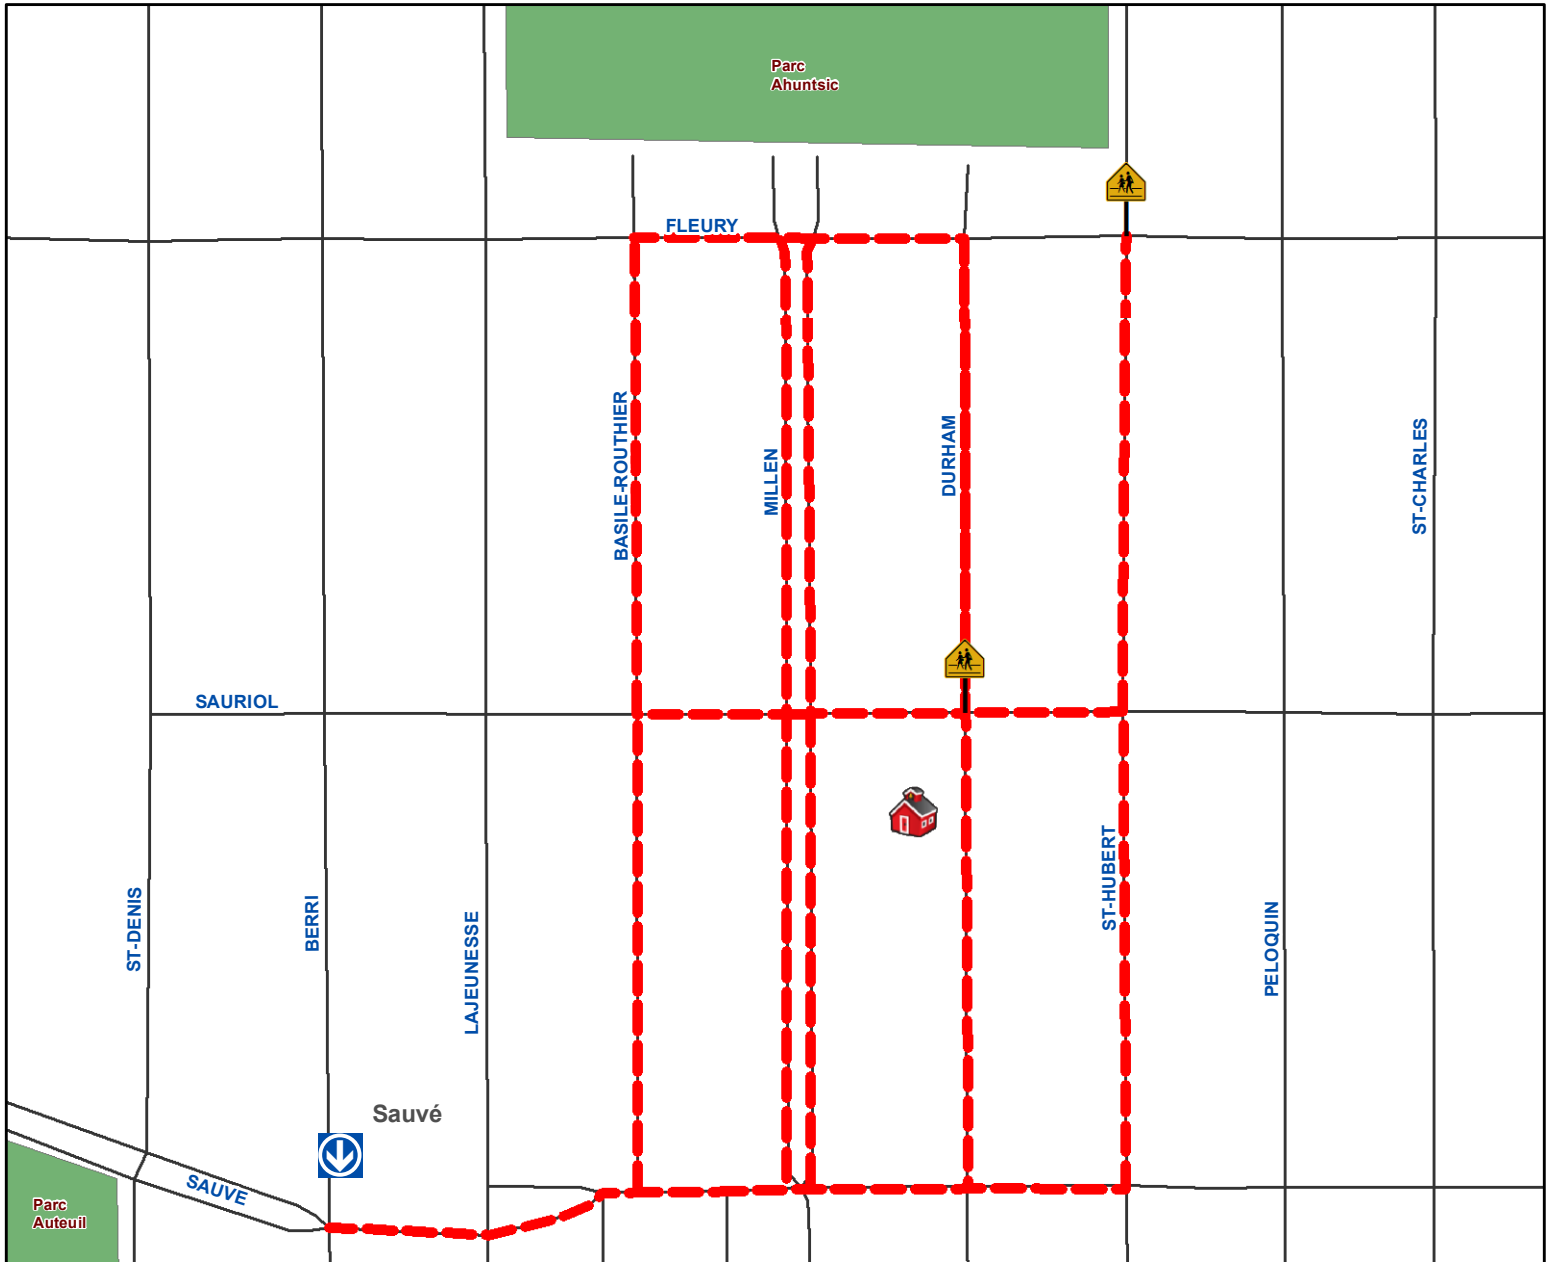 Parc
Ahuntsic
FLEURY
BASILE-ROUTHIER
MILLEN
DURHAM
ST-CHARLES
SAURIOL
ST-DENIS
BERRI
LAJEUNESSE
ST-HUBERT
PELOQUIN
Sauvé
SAUVE
Parc
Auteuil